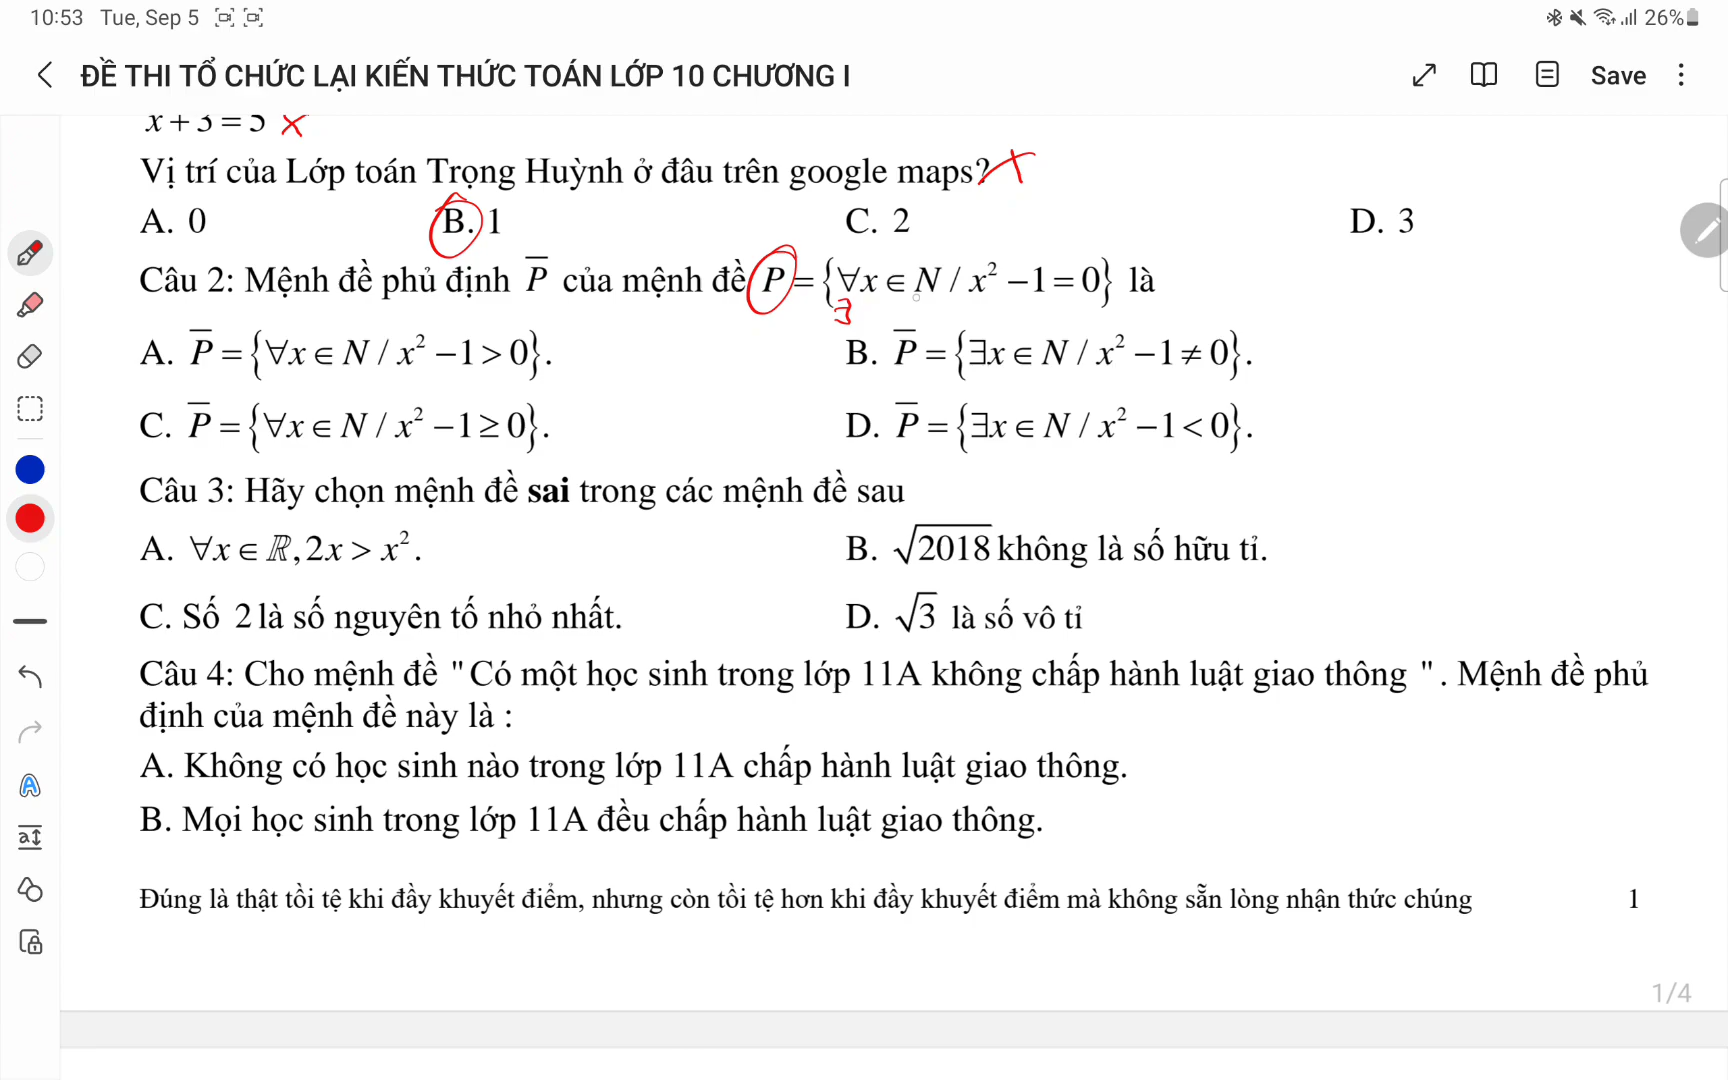 10:53 Tue, Sep 5 26%
ĐỀ THI TỔ CHỨC LẠI KIẾN THỨC TOÁN LỚP 10 CHƯƠNG I Save
x + 3 = 5 ×
Vị trí của Lớp toán Trọng Huỳnh ở đâu trên google maps?
A. 0 B. 1 C. 2 D. 3
Câu 2: Mệnh đề phủ định P̅ của mệnh đề P = {∀x ∈ N / x² − 1 = 0} là
∃
A. P̅ = {∀x ∈ N / x² − 1 > 0}. B. P̅ = {∃x ∈ N / x² − 1 ≠ 0}.
C. P̅ = {∀x ∈ N / x² − 1 ≥ 0}. D. P̅ = {∃x ∈ N / x² − 1 < 0}.
Câu 3: Hãy chọn mệnh đề sai trong các mệnh đề sau
A. ∀x ∈ ℝ, 2x > x². B. √2018 không là số hữu tỉ.
C. Số 2 là số nguyên tố nhỏ nhất. D. √3 là số vô tỉ
Câu 4: Cho mệnh đề "Có một học sinh trong lớp 11A không chấp hành luật giao thông ". Mệnh đề phủ
định của mệnh đề này là :
A. Không có học sinh nào trong lớp 11A chấp hành luật giao thông.
B. Mọi học sinh trong lớp 11A đều chấp hành luật giao thông.
Đúng là thật tồi tệ khi đầy khuyết điểm, nhưng còn tồi tệ hơn khi đầy khuyết điểm mà không sẵn lòng nhận thức chúng 1
1/4